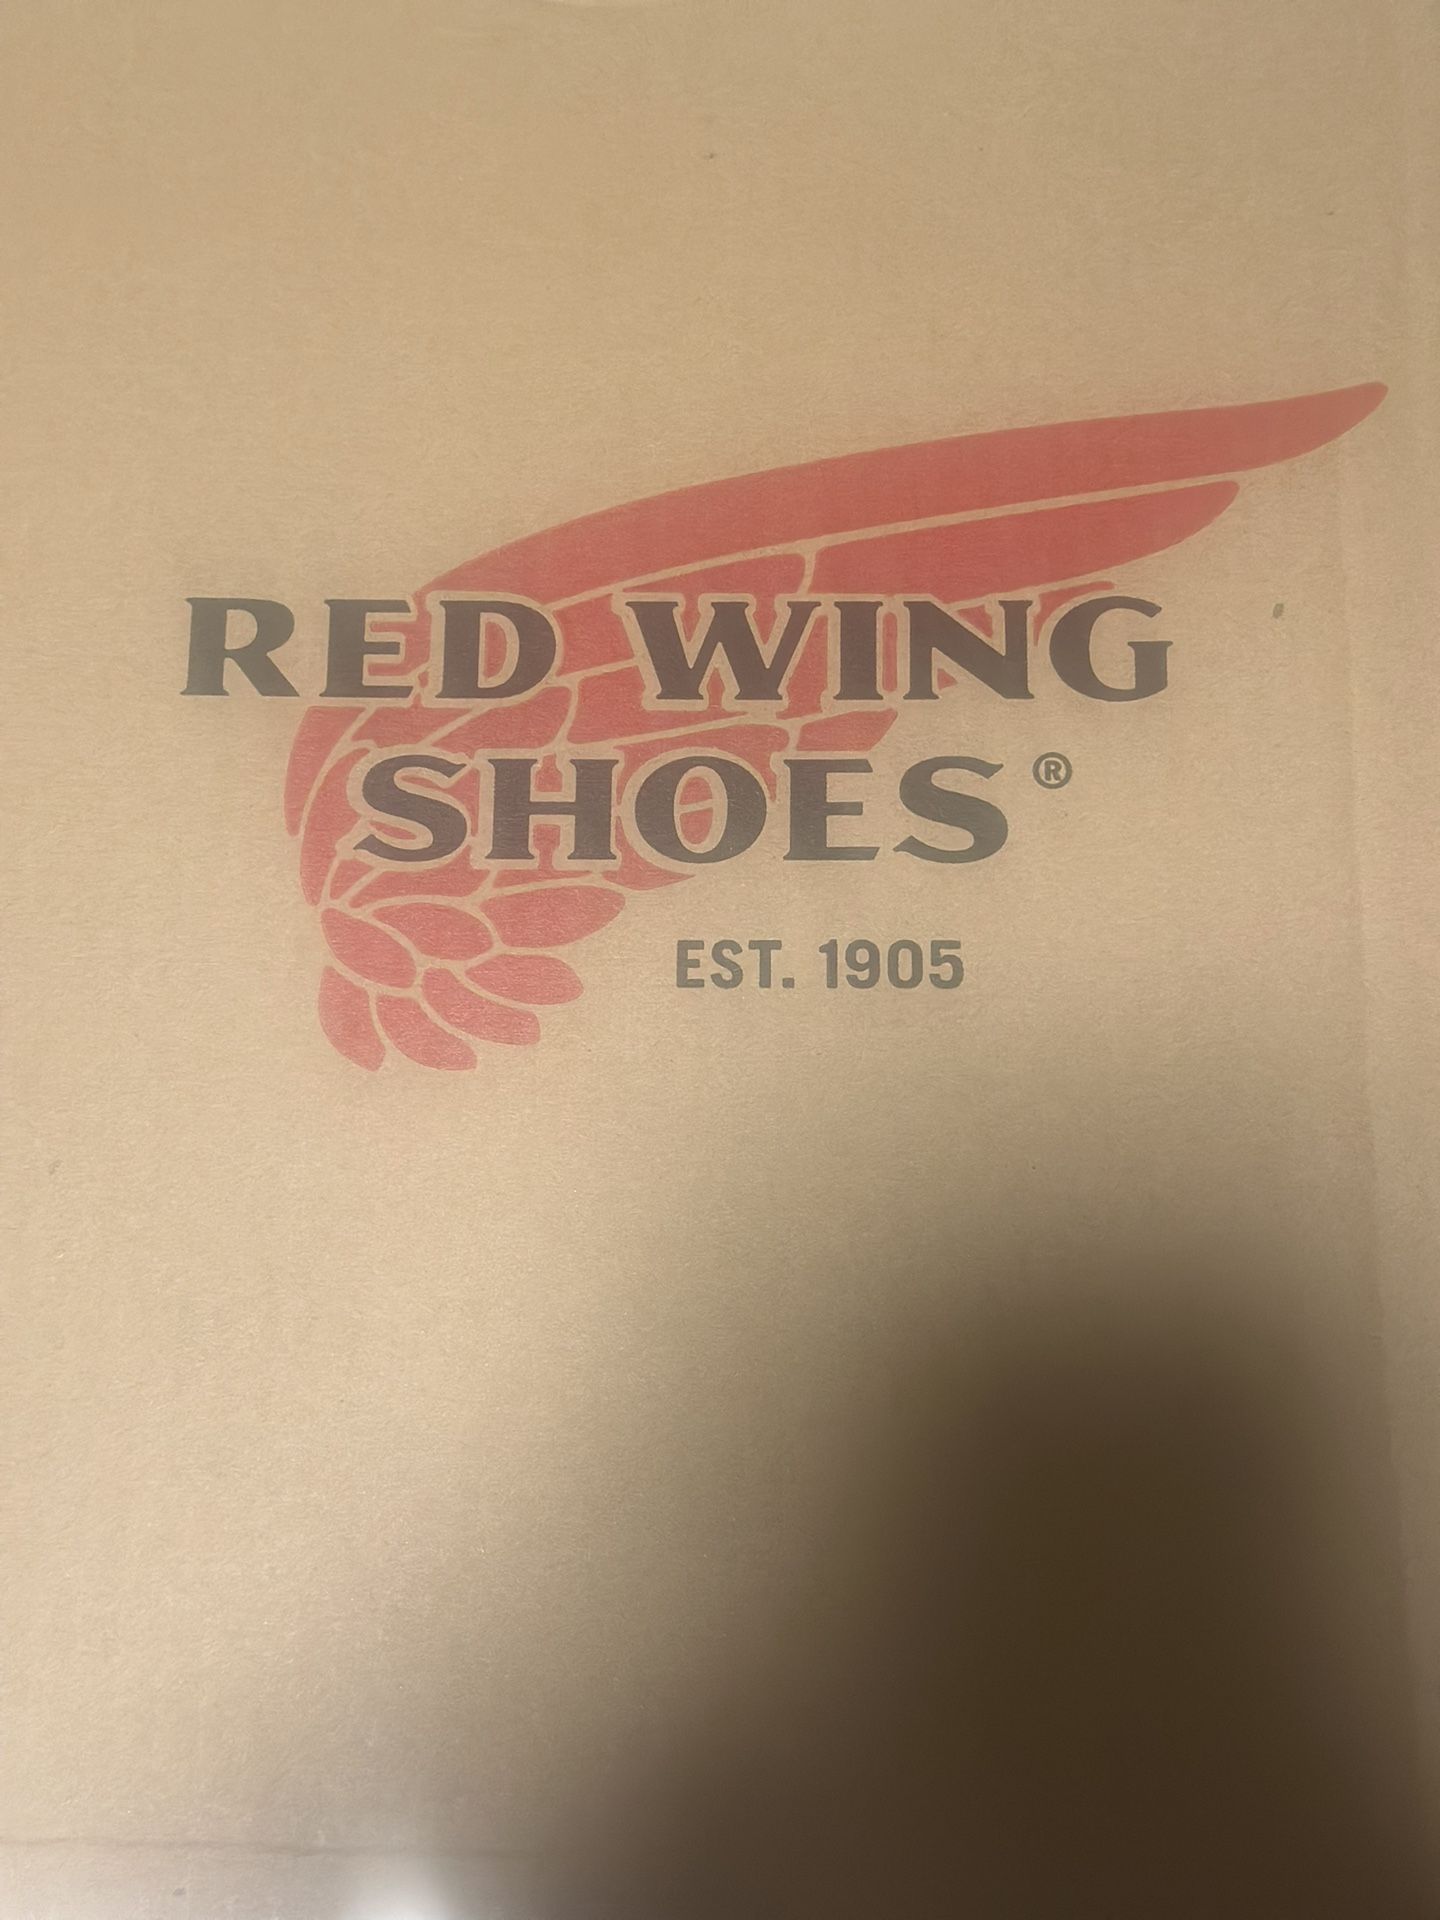 RED WING
SHOES®
EST. 1905